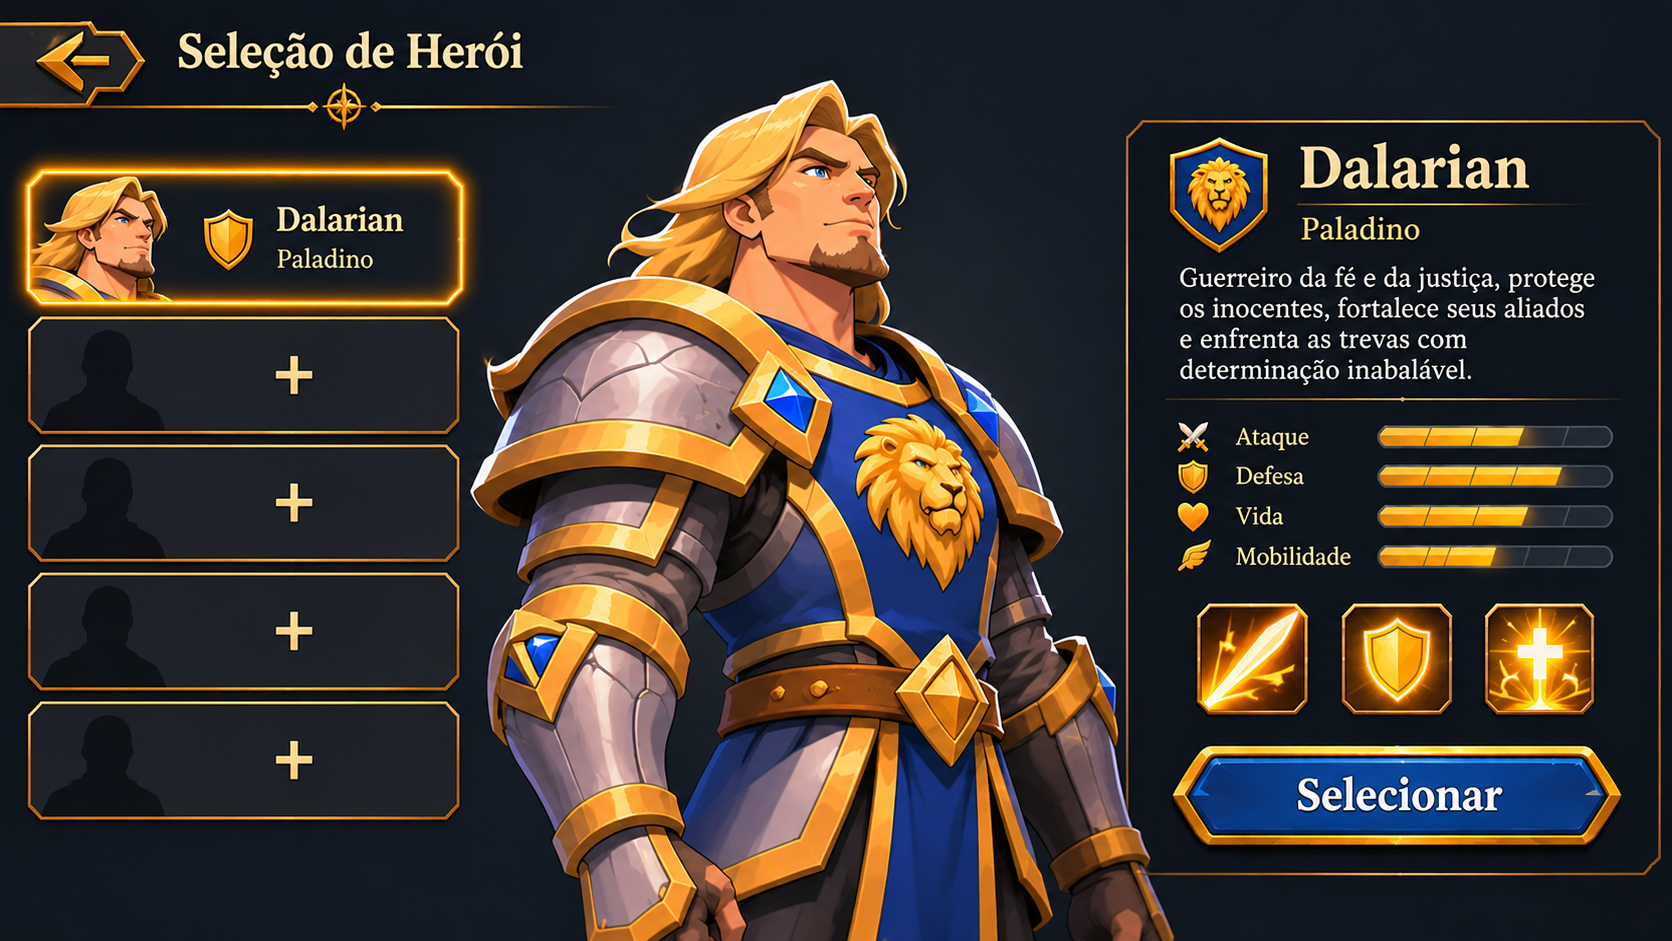 Seleção de Herói
Dalarian
Paladino
Dalarian
Paladino
Guerreiro da fé e da justiça, protege
os inocentes, fortalece seus aliados
e enfrenta as trevas com
determinação inabalável.
Ataque
Defesa
Vida
Mobilidade
Selecionar